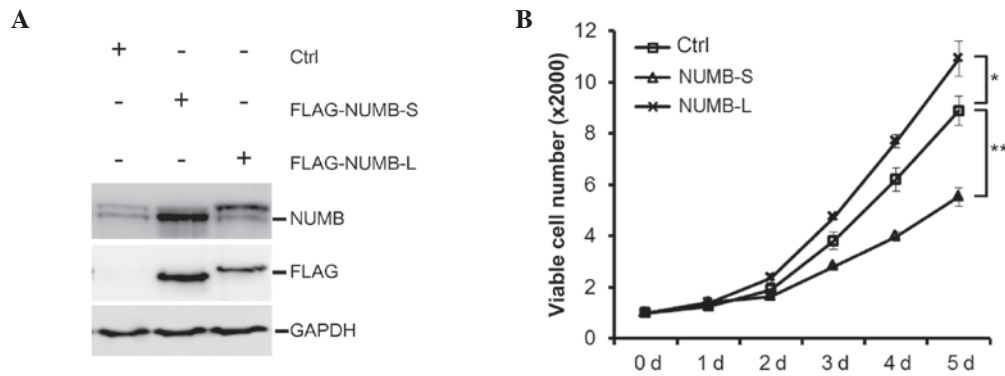 A
+ - - Ctrl
- + - FLAG-NUMB-S
- - + FLAG-NUMB-L
NUMB
FLAG
GAPDH
B
Viable cell number (x2000)
12
10
8
6
4
2
0
Ctrl
NUMB-S
NUMB-L
*
**
0 d 1 d 2 d 3 d 4 d 5 d